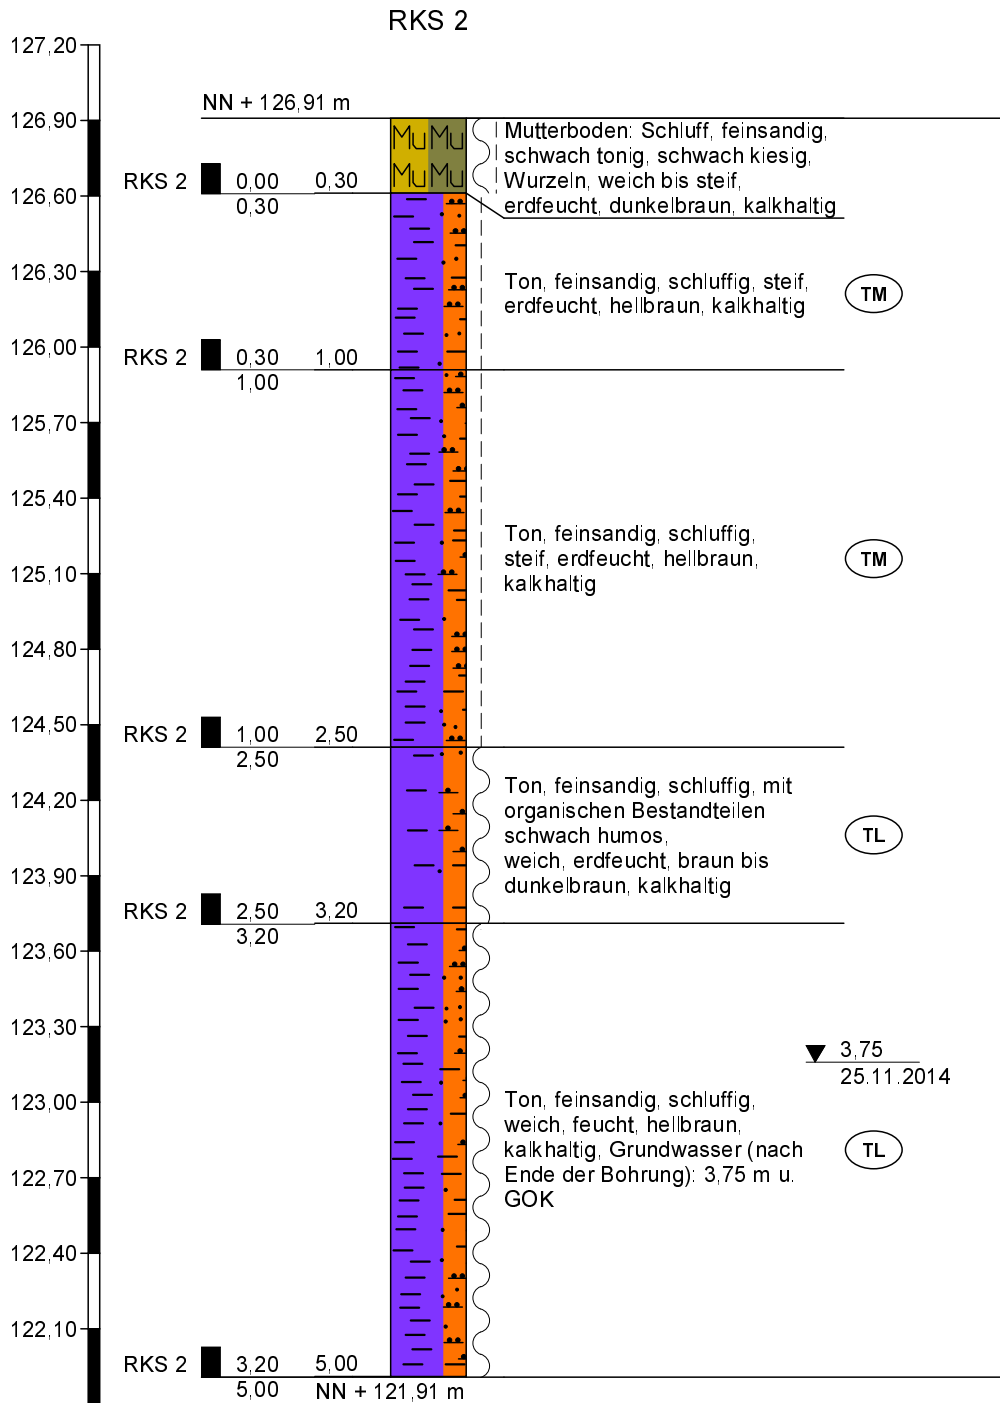 RKS 2
127,20
NN + 126,91 m
126,90
Mu Mu
Mu Mu
Mutterboden: Schluff, feinsandig,
schwach tonig, schwach kiesig,
Wurzeln, weich bis steif,
erdfeucht, dunkelbraun, kalkhaltig
RKS 2 0,00 0,30
0,30
126,60
126,30
Ton, feinsandig, schluffig, steif,
erdfeucht, hellbraun, kalkhaltig
TM
126,00
RKS 2 0,30 1,00
1,00
125,70
125,40
Ton, feinsandig, schluffig,
steif, erdfeucht, hellbraun,
kalkhaltig
TM
125,10
124,80
124,50
RKS 2 1,00 2,50
2,50
124,20
Ton, feinsandig, schluffig, mit
organischen Bestandteilen
schwach humos,
weich, erdfeucht, braun bis
dunkelbraun, kalkhaltig
TL
123,90
RKS 2 2,50 3,20
3,20
123,60
123,30
3,75
25.11.2014
123,00
Ton, feinsandig, schluffig,
weich, feucht, hellbraun,
kalkhaltig, Grundwasser (nach
Ende der Bohrung): 3,75 m u.
GOK
TL
122,70
122,40
122,10
RKS 2 3,20 5,00
5,00
NN + 121,91 m